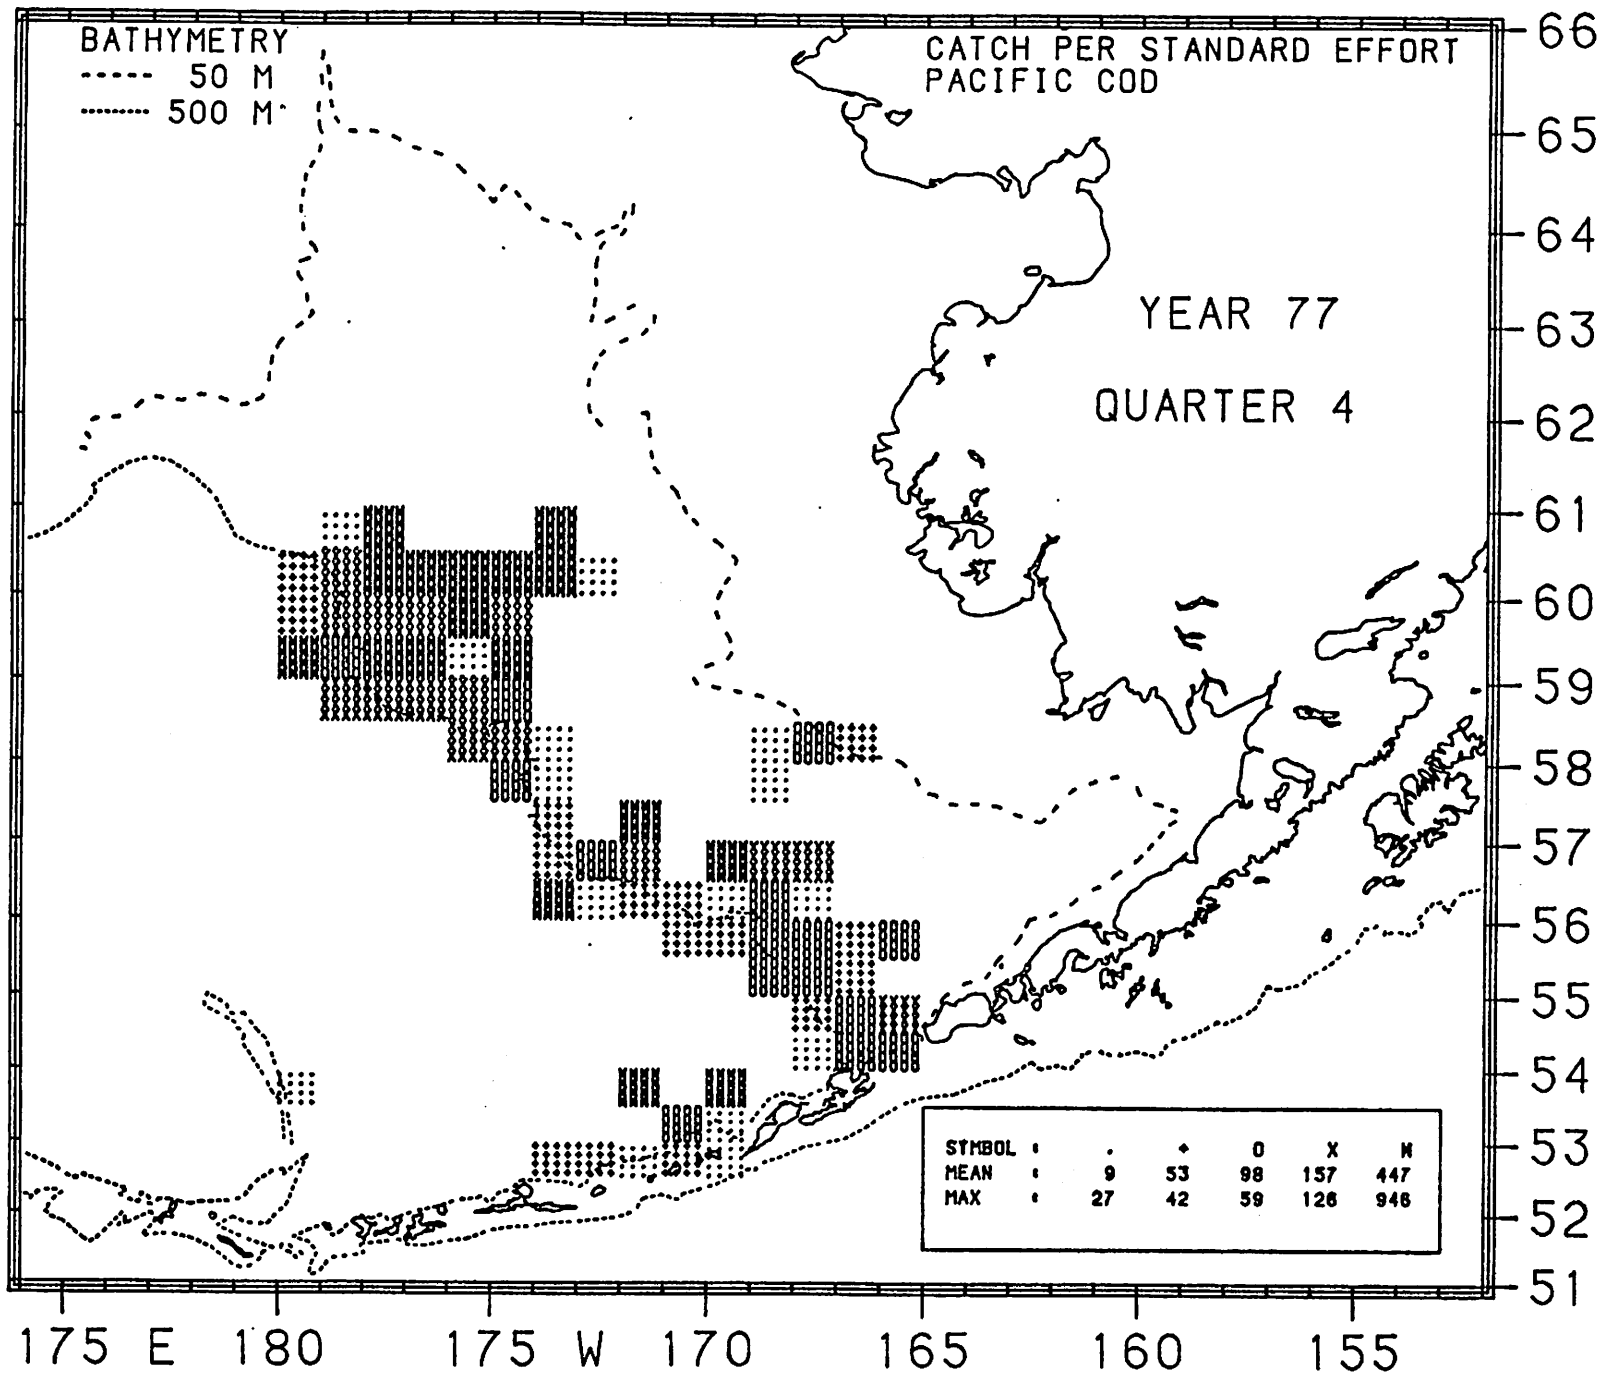 BATHYMETRY
50 M
500 M
CATCH PER STANDARD EFFORT
PACIFIC COD
YEAR 77
QUARTER 4
66
65
64
63
62
61
60
59
58
57
56
55
54
53
52
51
SYMBOL : . + O X W
MEAN : 9 53 98 157 447
MAX : 27 42 59 126 946
175 E 180 175 W 170 165 160 155